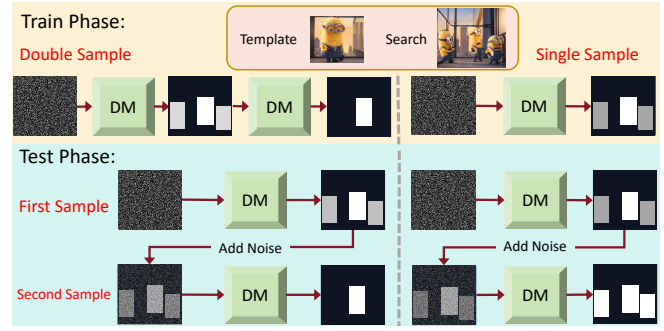 Train Phase:
Template
Search
Double Sample
Single Sample
DM
DM
DM
Test Phase:
First Sample
DM
DM
Add Noise
Add Noise
Second Sample
DM
DM